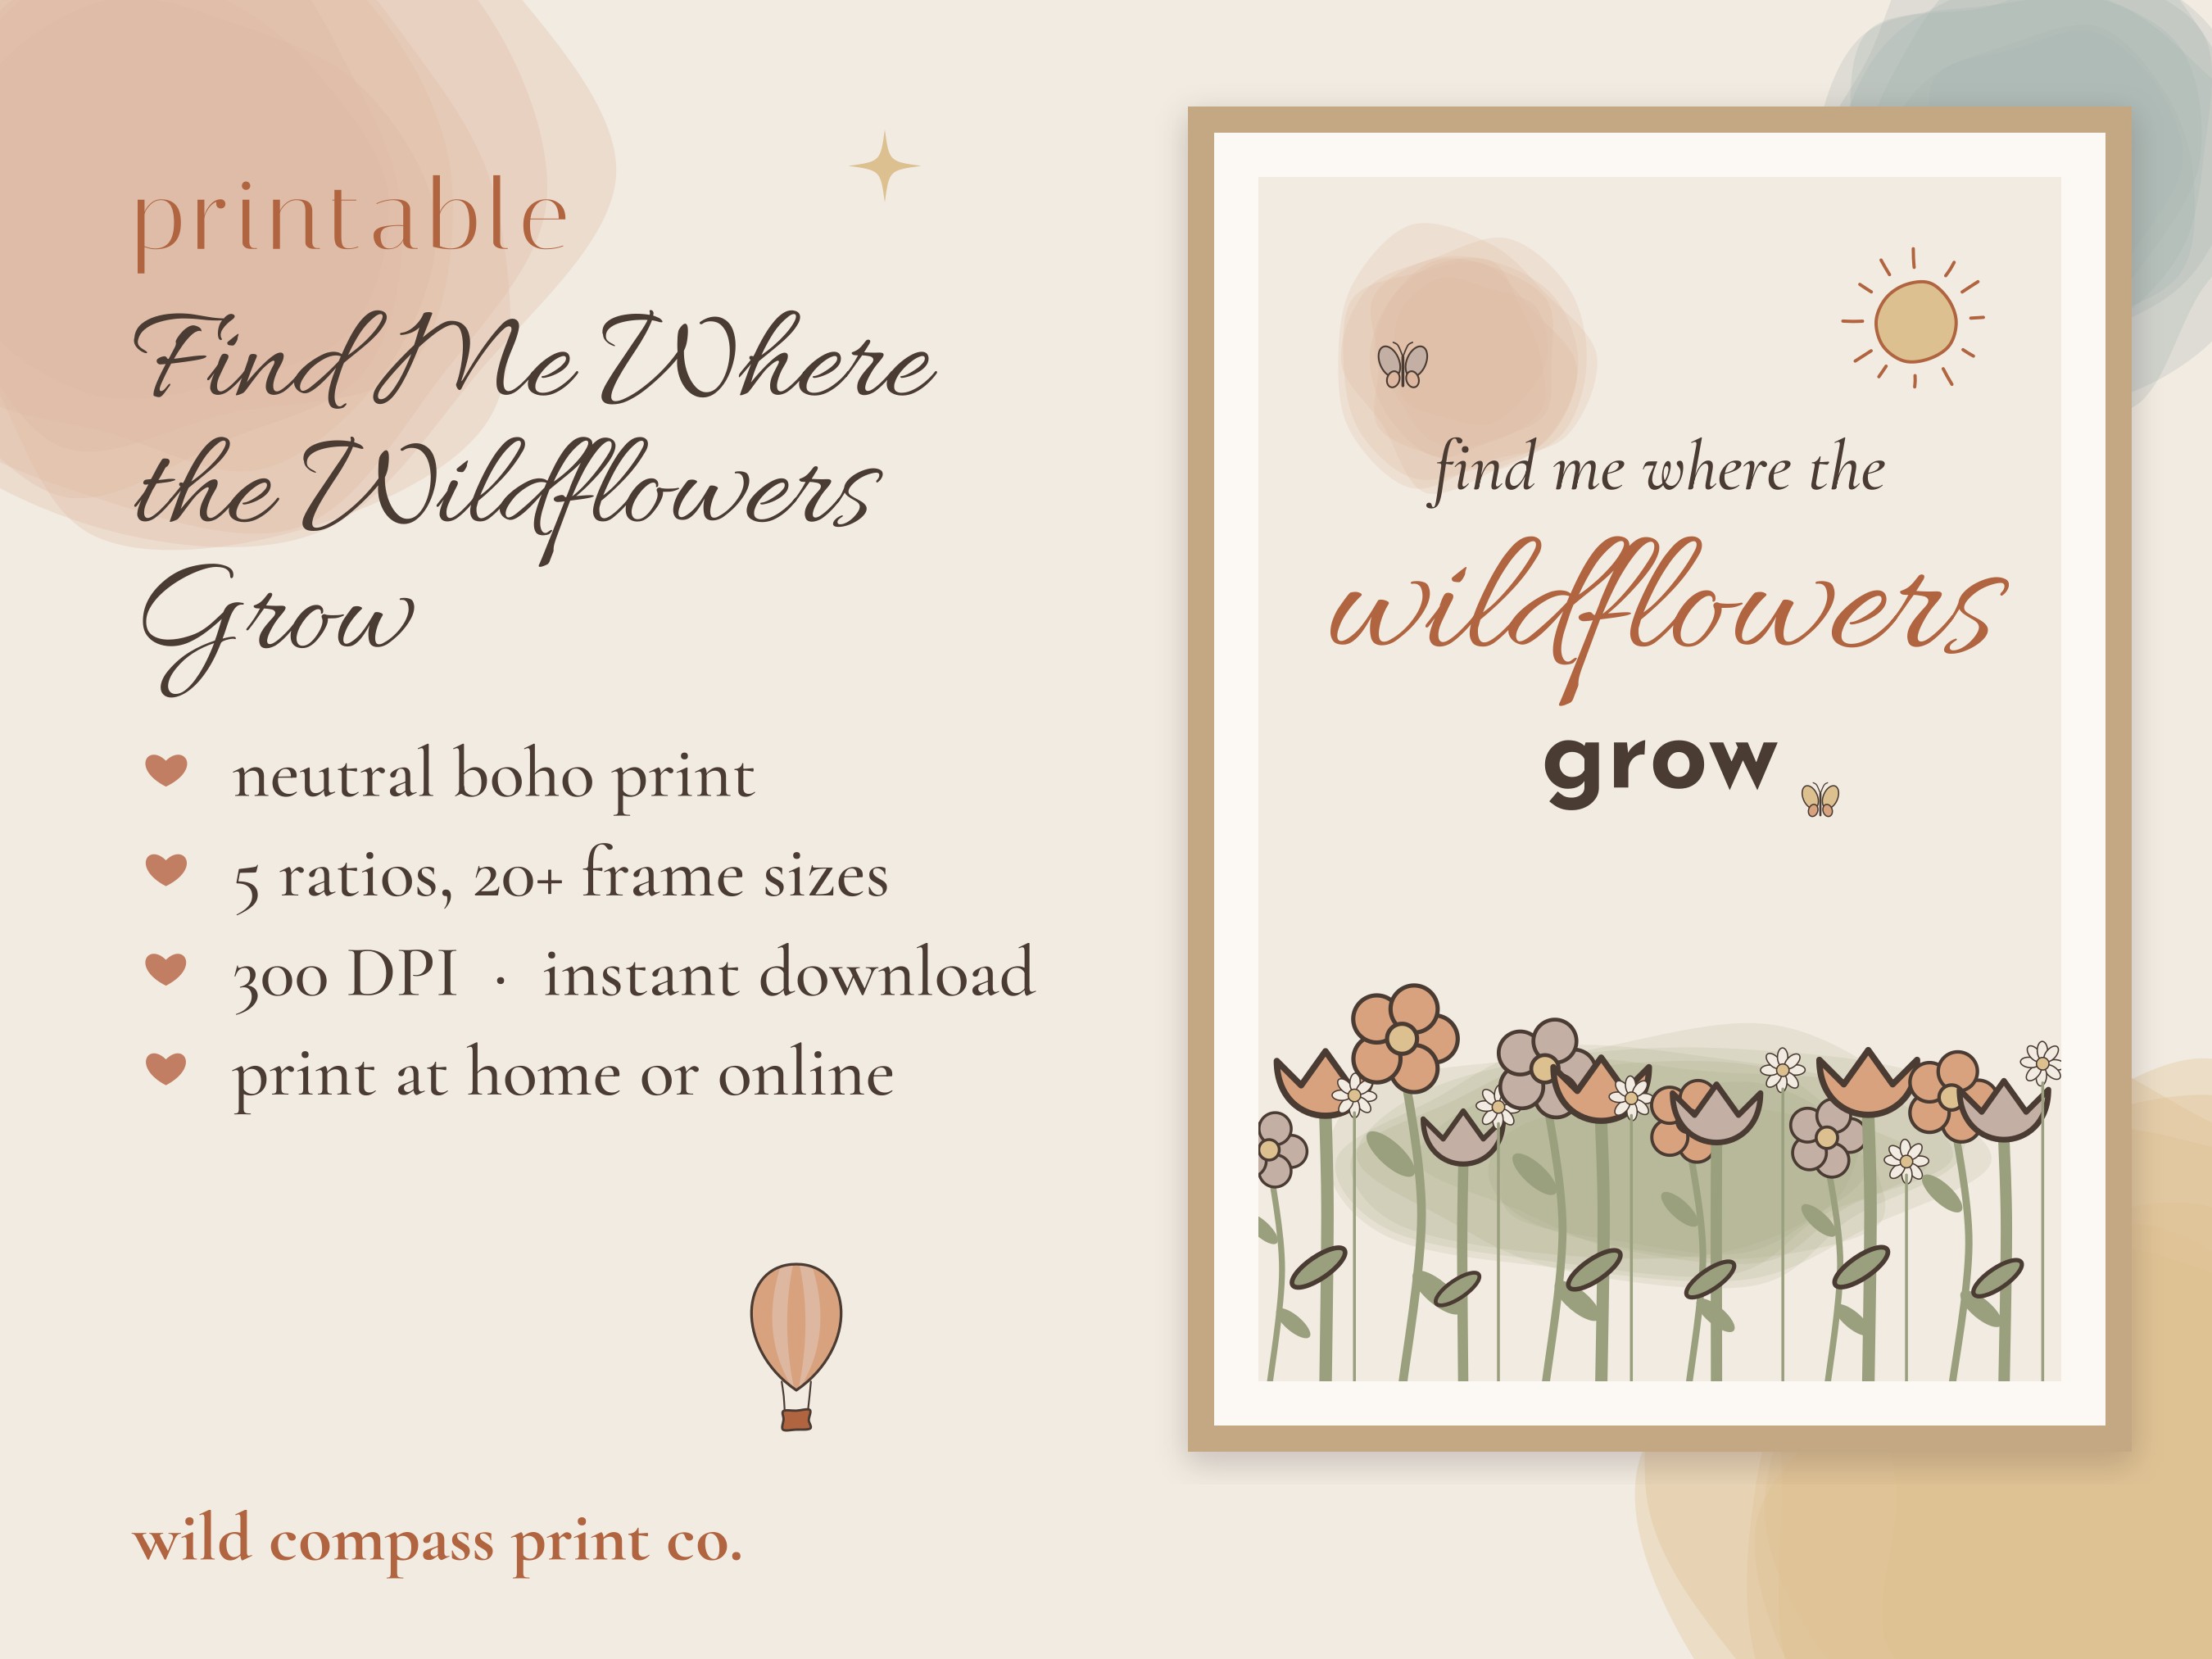 printable
Find Me Where
the Wildflowers
Grow
neutral boho print
5 ratios, 20+ frame sizes
300 DPI · instant download
print at home or online
wild compass print co.
find me where the
wildflowers
grow